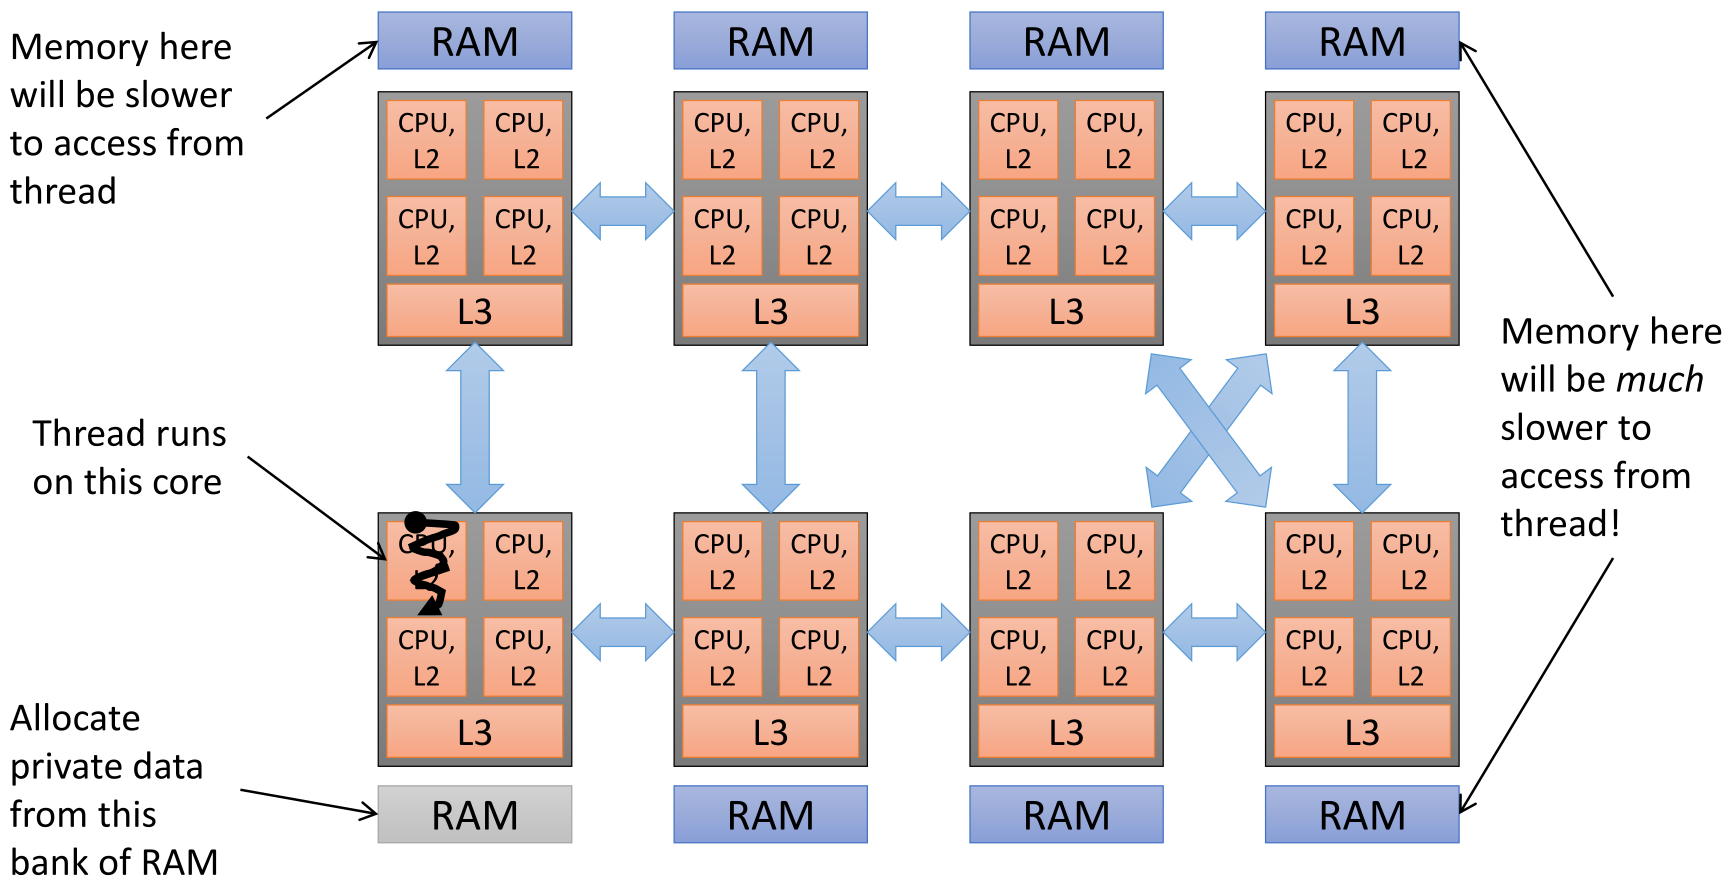 RAM RAM RAM RAM
Memory here
will be slower
to access from
thread
CPU, CPU, CPU, CPU, CPU, CPU, CPU, CPU,
L2 L2 L2 L2 L2 L2 L2 L2
CPU, CPU, CPU, CPU, CPU, CPU, CPU, CPU,
L2 L2 L2 L2 L2 L2 L2 L2
L3 L3 L3 L3
Memory here
will be much
slower to
access from
thread!
Thread runs
on this core
CPU, CPU, CPU, CPU, CPU, CPU, CPU, CPU,
L2 L2 L2 L2 L2 L2 L2 L2
CPU, CPU, CPU, CPU, CPU, CPU, CPU, CPU,
L2 L2 L2 L2 L2 L2 L2 L2
L3 L3 L3 L3
Allocate
private data
from this
bank of RAM
RAM RAM RAM RAM